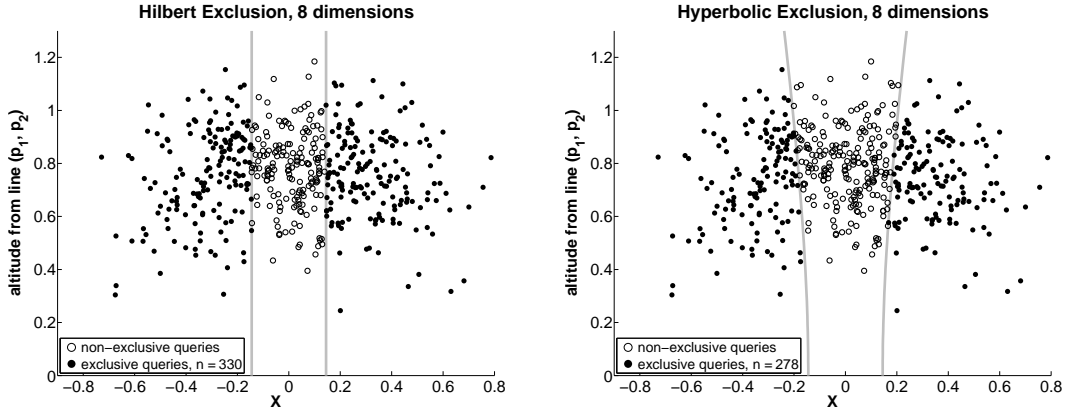 Hilbert Exclusion, 8 dimensions
altitude from line (p1, p2)
1.2
1
0.8
0.6
0.4
0.2
0
non-exclusive queries
exclusive queries, n = 330
−0.8 −0.6 −0.4 −0.2 0 0.2 0.4 0.6 0.8
X
Hyperbolic Exclusion, 8 dimensions
altitude from line (p1, p2)
1.2
1
0.8
0.6
0.4
0.2
0
non-exclusive queries
exclusive queries, n = 278
−0.8 −0.6 −0.4 −0.2 0 0.2 0.4 0.6 0.8
X